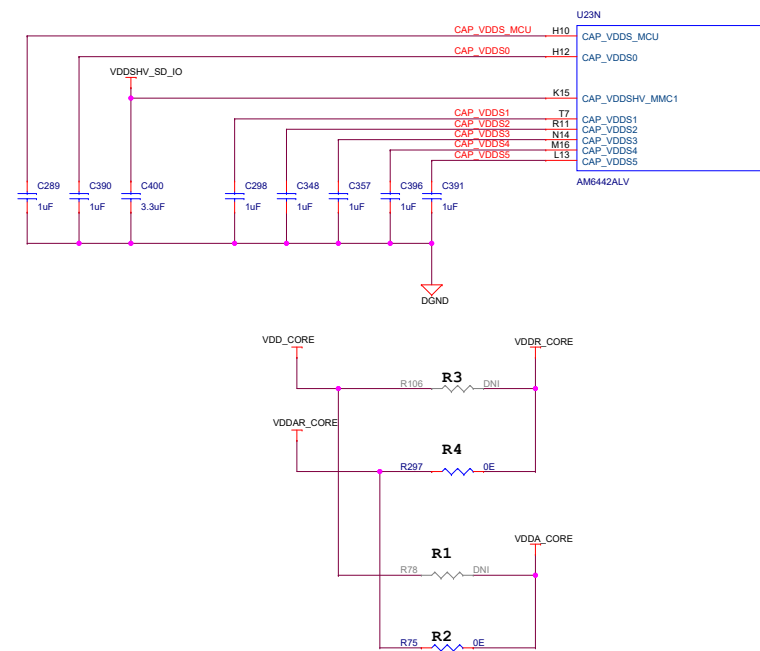 U23N
CAP_VDDS_MCU H10 CAP_VDDS_MCU
CAP_VDDS0 H12 CAP_VDDS0
VDDSHV_SD_IO
K15 CAP_VDDSHV_MMC1
CAP_VDDS1 T7 CAP_VDDS1
CAP_VDDS2 R11 CAP_VDDS2
CAP_VDDS3 N14 CAP_VDDS3
CAP_VDDS4 M16 CAP_VDDS4
CAP_VDDS5 L13 CAP_VDDS5
AM6442ALV
C289 C390 C400 C298 C348 C357 C396 C391
1uF 1uF 3.3uF 1uF 1uF 1uF 1uF 1uF
DGND
VDD_CORE VDDR_CORE
R106 R3 DNI
VDDAR_CORE
R4
R297 0E
VDDA_CORE
R1
R78 DNI
R75 R2 0E